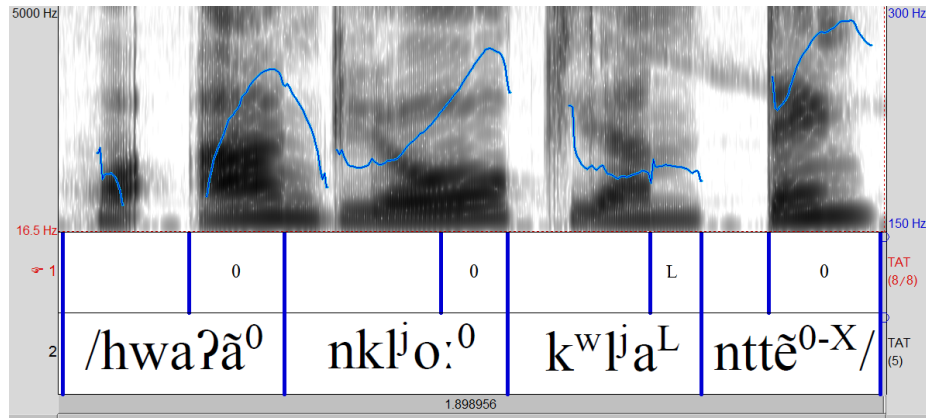 5000 Hz 300 Hz
16.5 Hz 150 Hz
☞ 1 0 0 L 0 TAT
(8/8)
2 /hwaʔã⁰ nklʲoː⁰ kʷlʲaᴸ nttẽ⁰⁻ˣ/ TAT
(5)
1.898956